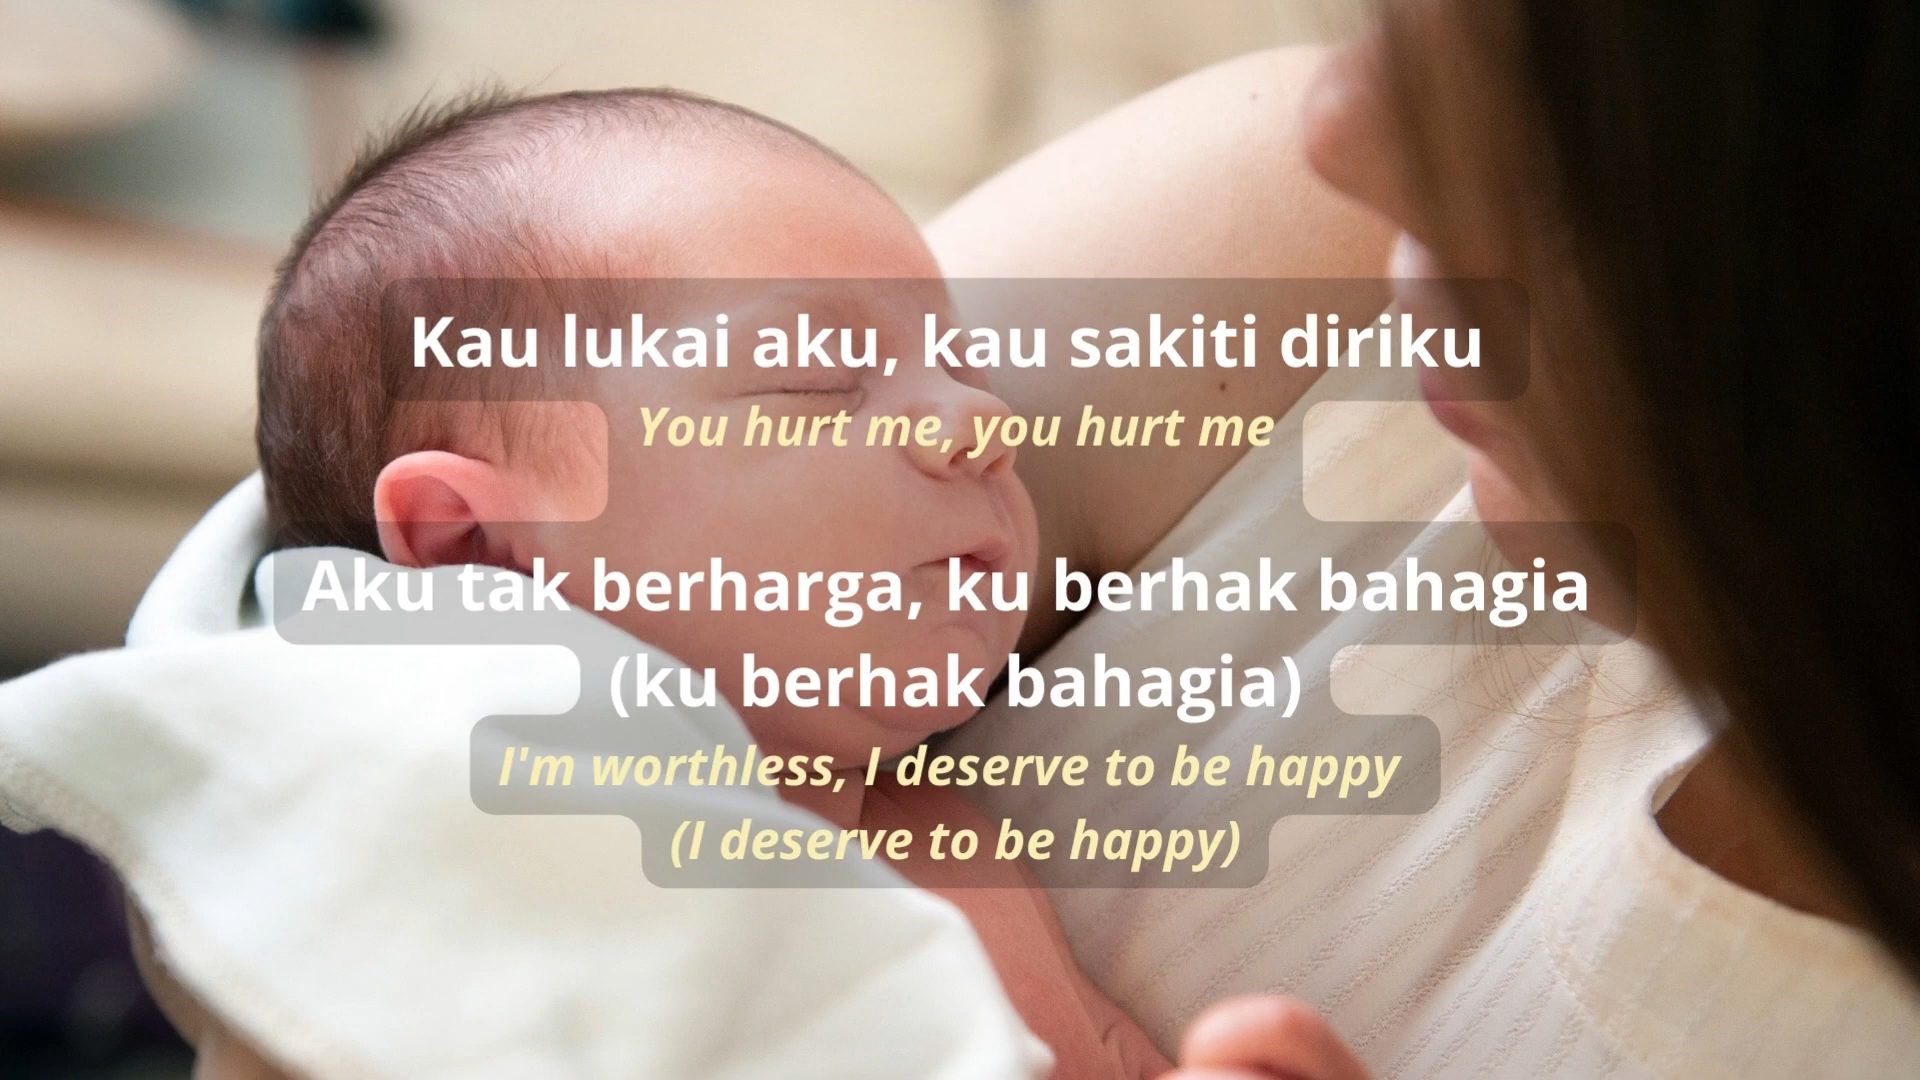 Kau lukai aku, kau sakiti diriku
You hurt me, you hurt me
Aku tak berharga, ku berhak bahagia
(ku berhak bahagia)
I'm worthless, I deserve to be happy
(I deserve to be happy)